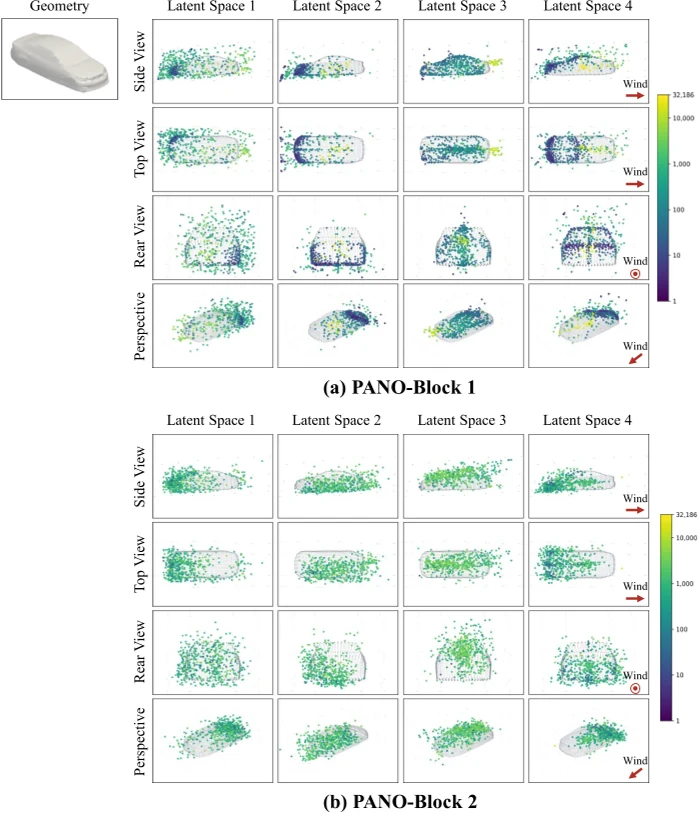 Geometry
Latent Space 1
Latent Space 2
Latent Space 3
Latent Space 4
Side View
Wind
Top View
Wind
Rear View
Wind
Perspective
Wind
32,186
10,000
1,000
100
10
1
(a) PANO-Block 1
Latent Space 1
Latent Space 2
Latent Space 3
Latent Space 4
Side View
Wind
Top View
Wind
Rear View
Wind
Perspective
Wind
32,186
10,000
1,000
100
10
1
(b) PANO-Block 2